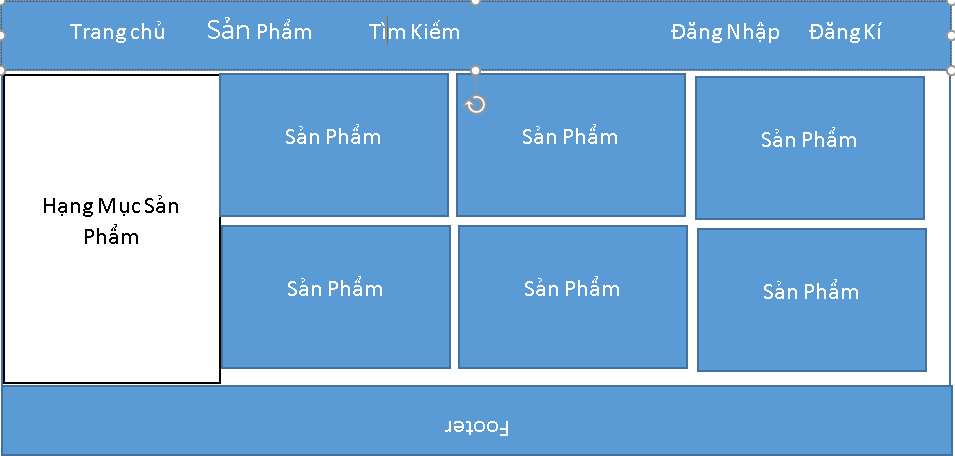 Trang chủ Sản Phẩm Tìm Kiếm Đăng Nhập Đăng Kí
Sản Phẩm Sản Phẩm Sản Phẩm
Hạng Mục Sản
Phẩm
Sản Phẩm Sản Phẩm Sản Phẩm
Footer